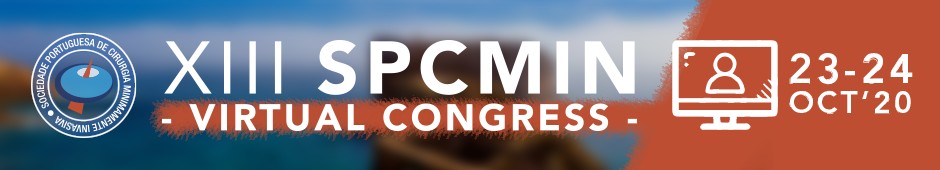 SOCIEDADE PORTUGUESA DE CIRURGIA MINIMAMENTE INVASIVA
XIII SPCMIN
- VIRTUAL CONGRESS -
23-24
OCT'20